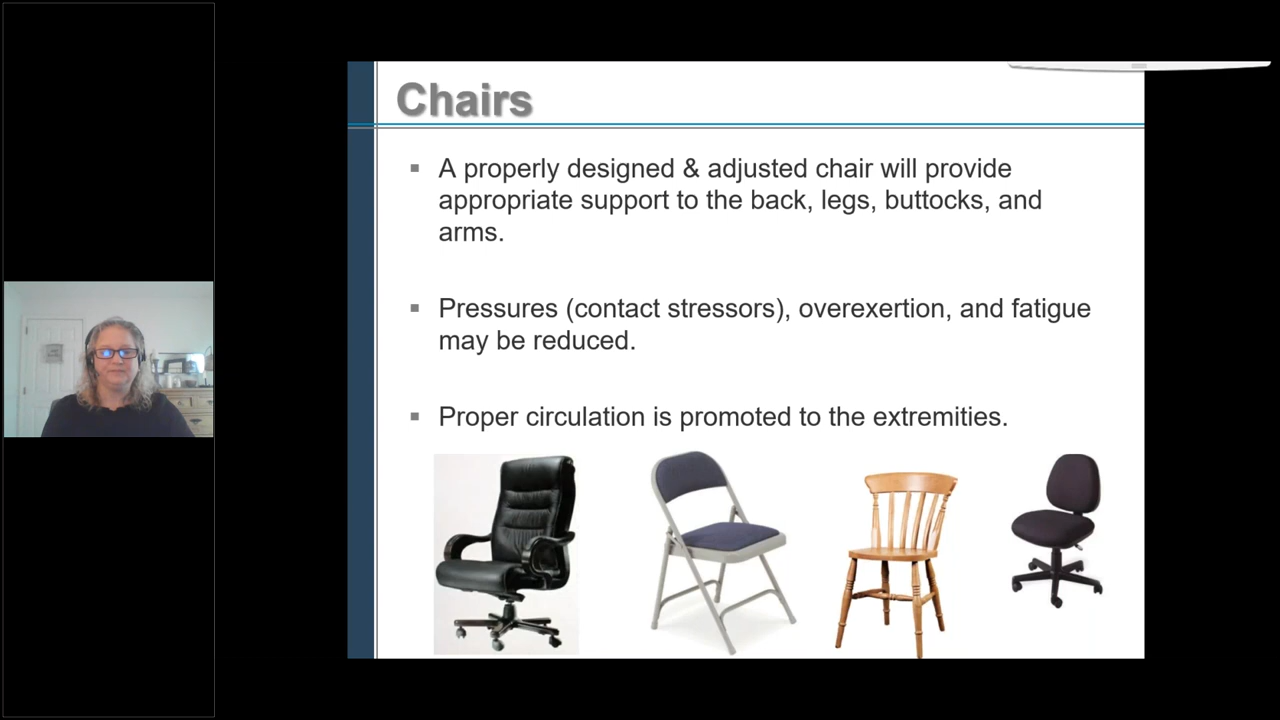 Chairs
A properly designed & adjusted chair will provide
appropriate support to the back, legs, buttocks, and
arms.
Pressures (contact stressors), overexertion, and fatigue
may be reduced.
Proper circulation is promoted to the extremities.